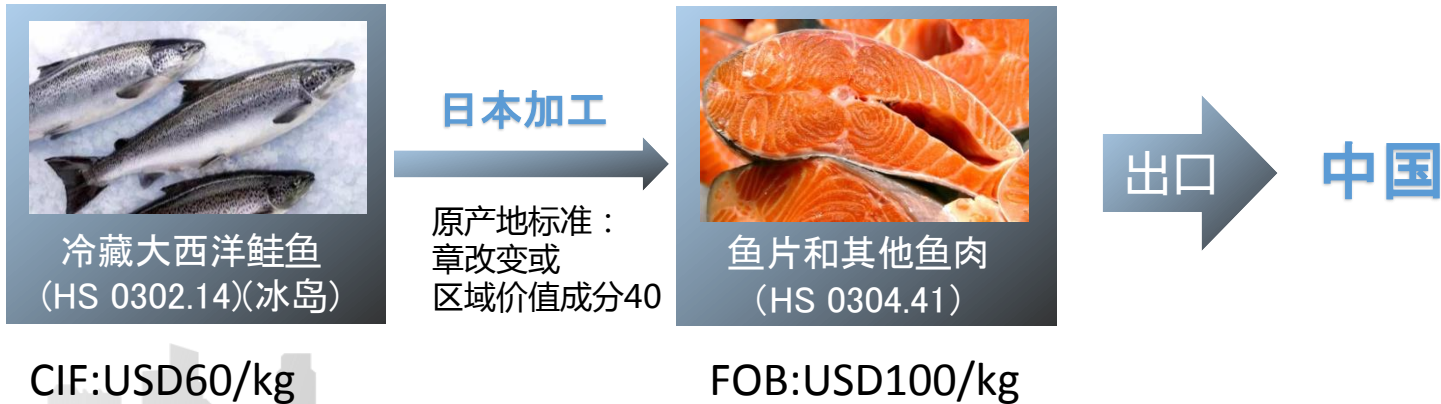 日本加工
原产地标准：
章改变或
区域价值成分40
冷藏大西洋鲑鱼
(HS 0302.14)(冰岛)
CIF:USD60/kg
鱼片和其他鱼肉
(HS 0304.41)
FOB:USD100/kg
出口
中国